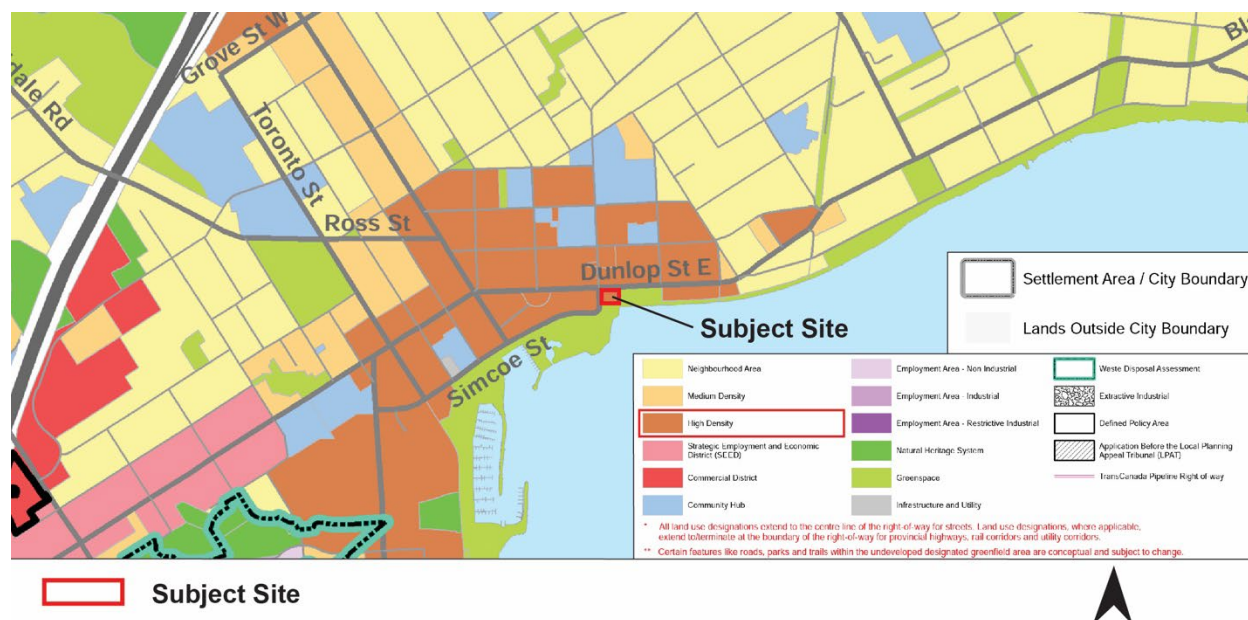 Grove St W
Bl
dale Rd
Toronto St
Ross St
Dunlop St E
Simcoe St
Subject Site
Settlement Area / City Boundary
Lands Outside City Boundary
Neighbourhood Area
Medium Density
High Density
Strategic Employment and Economic
District (SEED)
Commercial District
Community Hub
Employment Area - Non Industrial
Employment Area - Industrial
Employment Area - Restrictive Industrial
Natural Heritage System
Greenspace
Infrastructure and Utility
Waste Disposal Assessment
Extractive Industrial
Defined Policy Area
Application Before the Local Planning
Appeal Tribunal (LPAT)
TransCanada Pipeline Right of way
* All land use designations extend to the centre line of the right-of-way for streets. Land use designations, where applicable,
extend to/terminate at the boundary of the right-of-way for provincial highways, rail corridors and utility corridors.
** Certain features like roads, parks and trails within the undeveloped designated greenfield area are conceptual and subject to change.
Subject Site